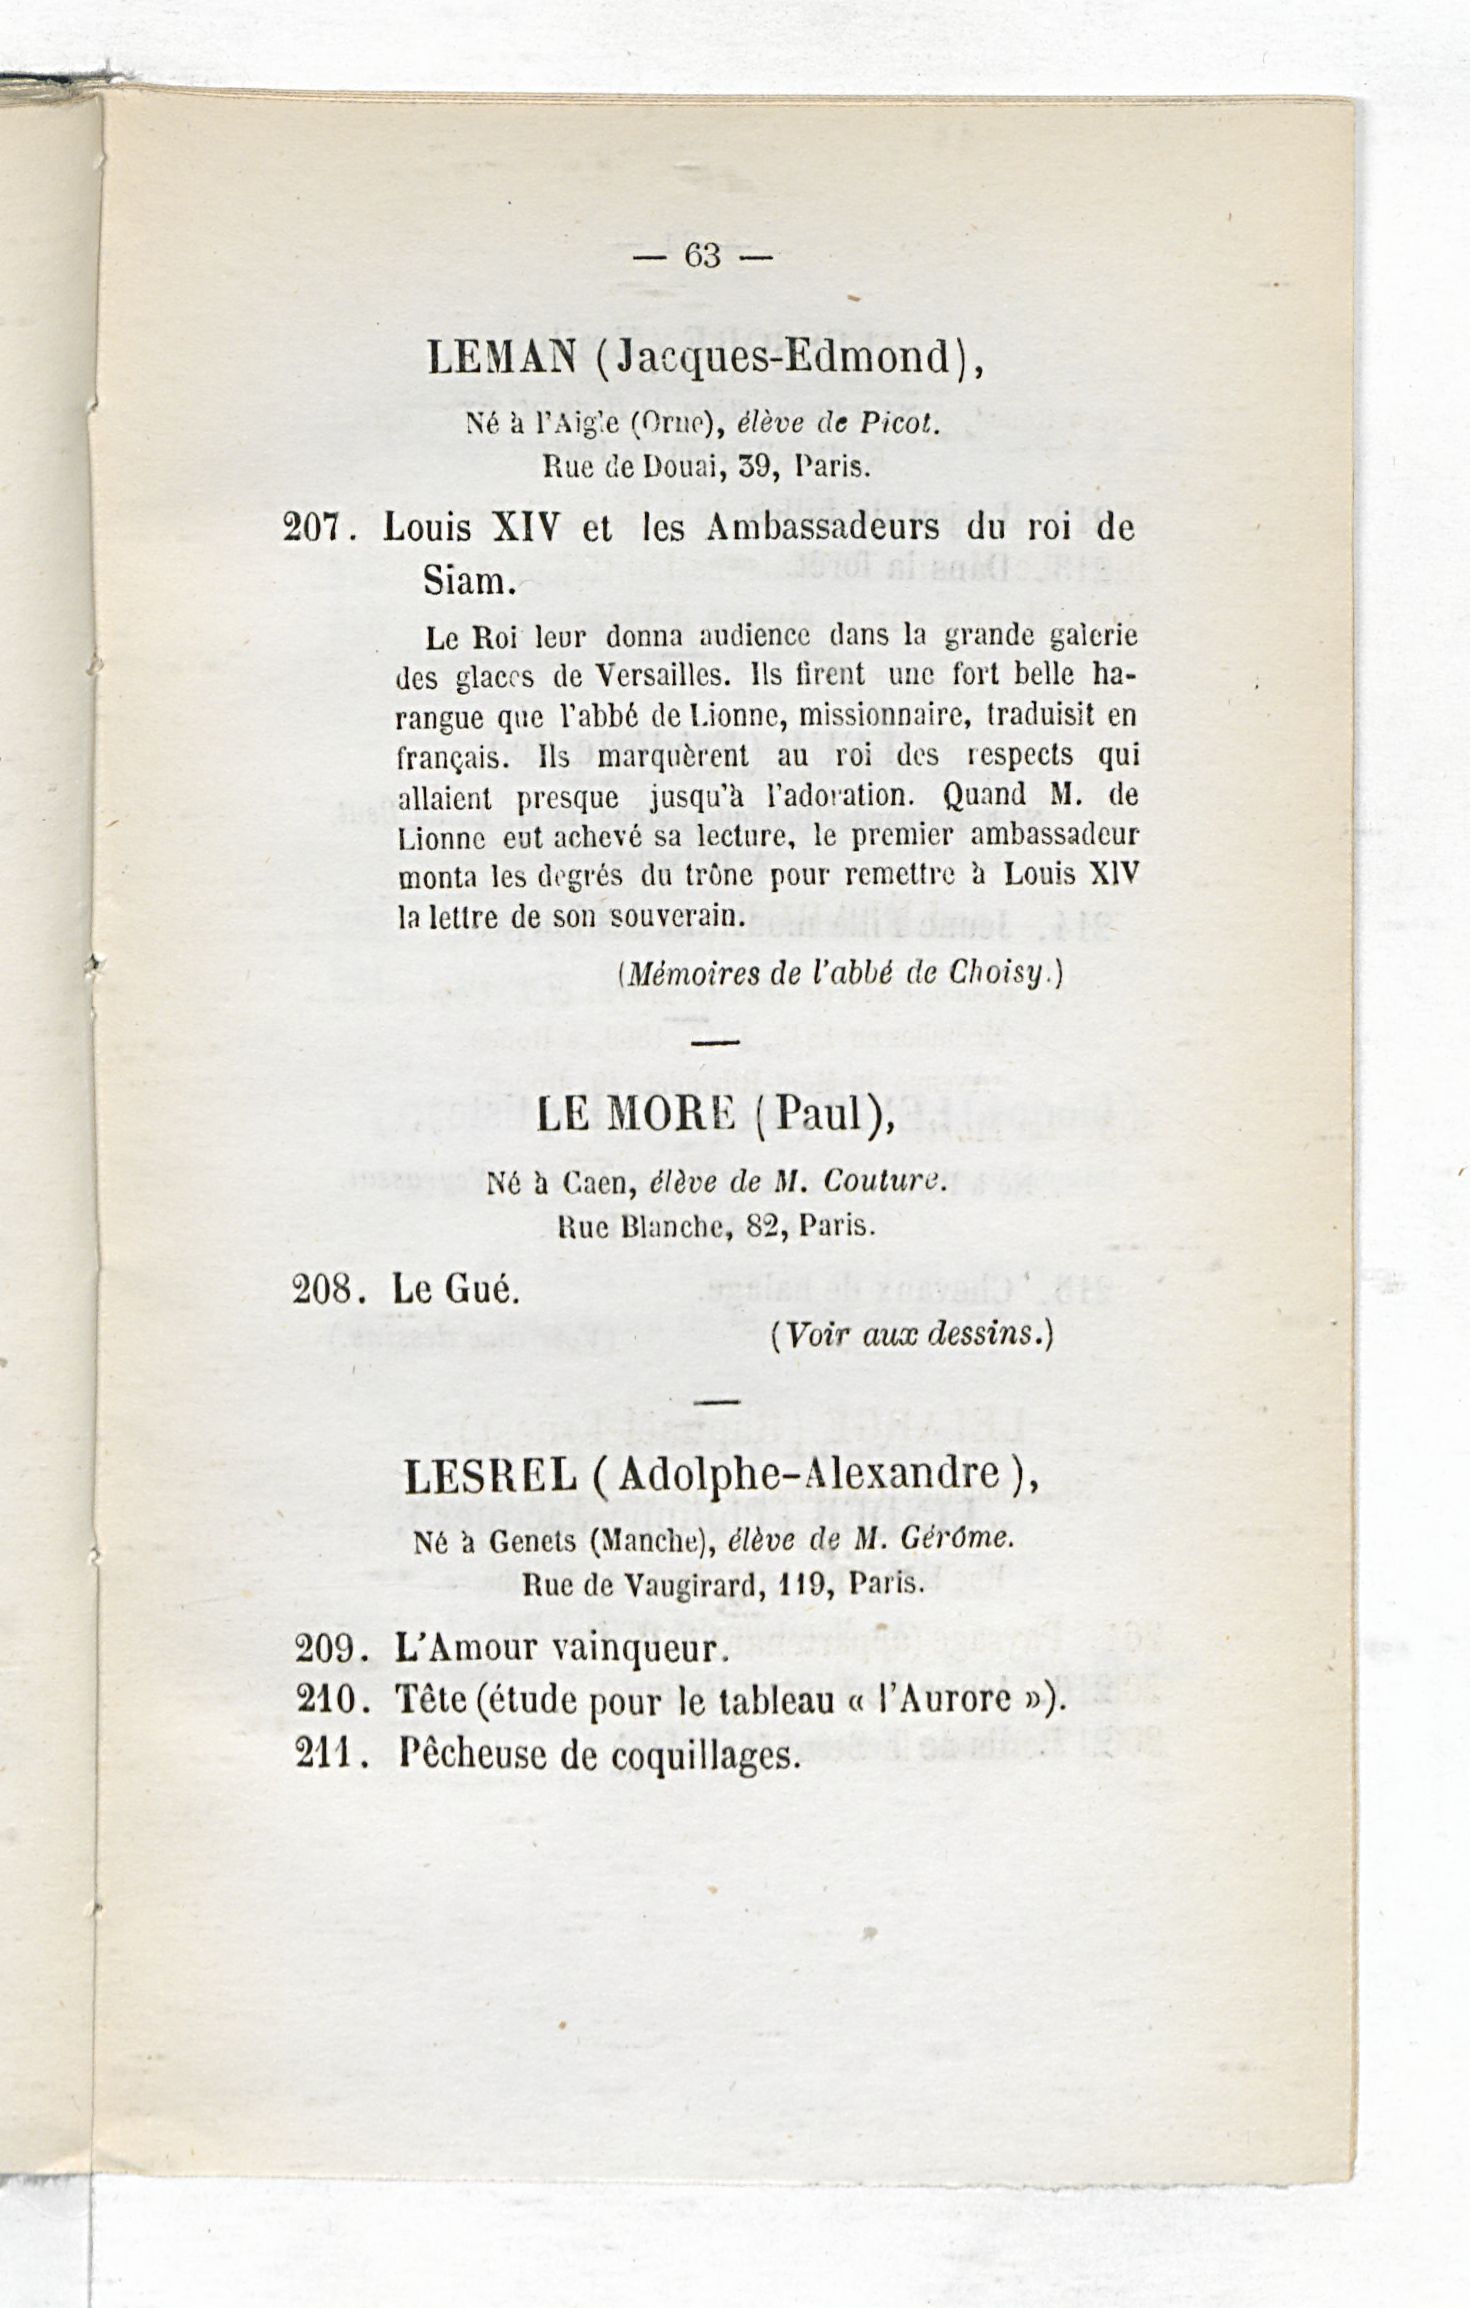 — 63 —
LEMAN (Jacques-Edmond),
Né à l'Aigle (Orne), élève de Picot.
Rue de Douai, 39, Paris.
207. Louis XIV et les Ambassadeurs du roi de
Siam.
Le Roi leur donna audience dans la grande galerie
des glaces de Versailles. Ils firent une fort belle ha-
rangue que l'abbé de Lionne, missionnaire, traduisit en
français. Ils marquèrent au roi des respects qui
allaient presque jusqu'à l'adoration. Quand M. de
Lionne eut achevé sa lecture, le premier ambassadeur
monta les degrés du trône pour remettre à Louis XIV
la lettre de son souverain.
(Mémoires de l'abbé de Choisy.)
—
LE MORE (Paul),
Né à Caen, élève de M. Couture.
Rue Blanche, 82, Paris.
208. Le Gué.
(Voir aux dessins.)
—
LESREL (Adolphe-Alexandre),
Né à Genets (Manche), élève de M. Gérôme.
Rue de Vaugirard, 119, Paris.
209. L'Amour vainqueur.
210. Tête (étude pour le tableau « l'Aurore »).
211. Pêcheuse de coquillages.